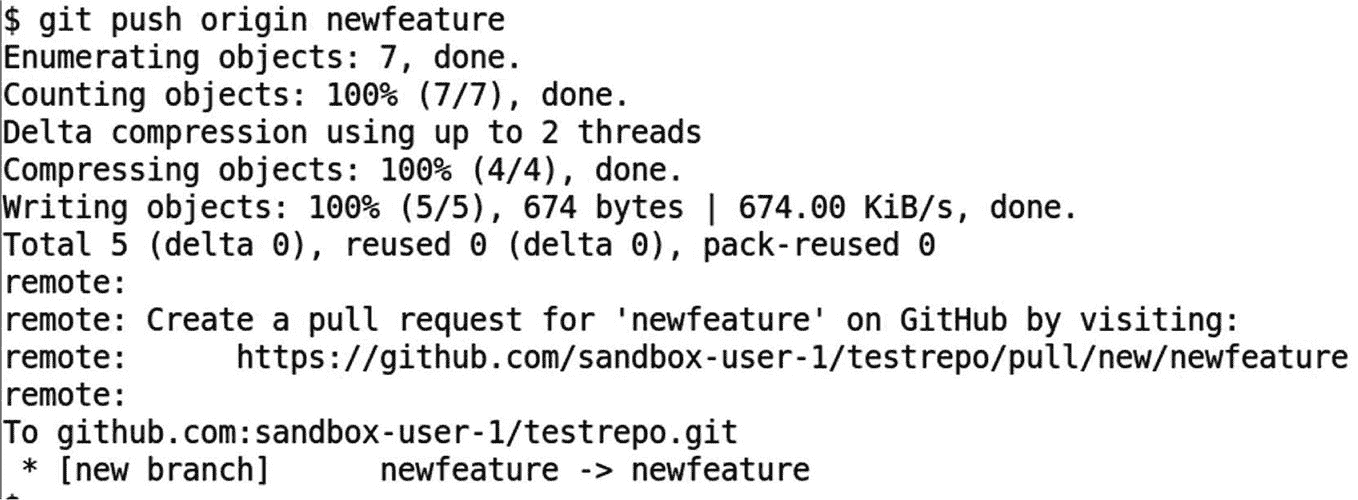 $ git push origin newfeature
Enumerating objects: 7, done.
Counting objects: 100% (7/7), done.
Delta compression using up to 2 threads
Compressing objects: 100% (4/4), done.
Writing objects: 100% (5/5), 674 bytes | 674.00 KiB/s, done.
Total 5 (delta 0), reused 0 (delta 0), pack-reused 0
remote:
remote: Create a pull request for 'newfeature' on GitHub by visiting:
remote:      https://github.com/sandbox-user-1/testrepo/pull/new/newfeature
remote:
To github.com:sandbox-user-1/testrepo.git
 * [new branch]      newfeature -> newfeature